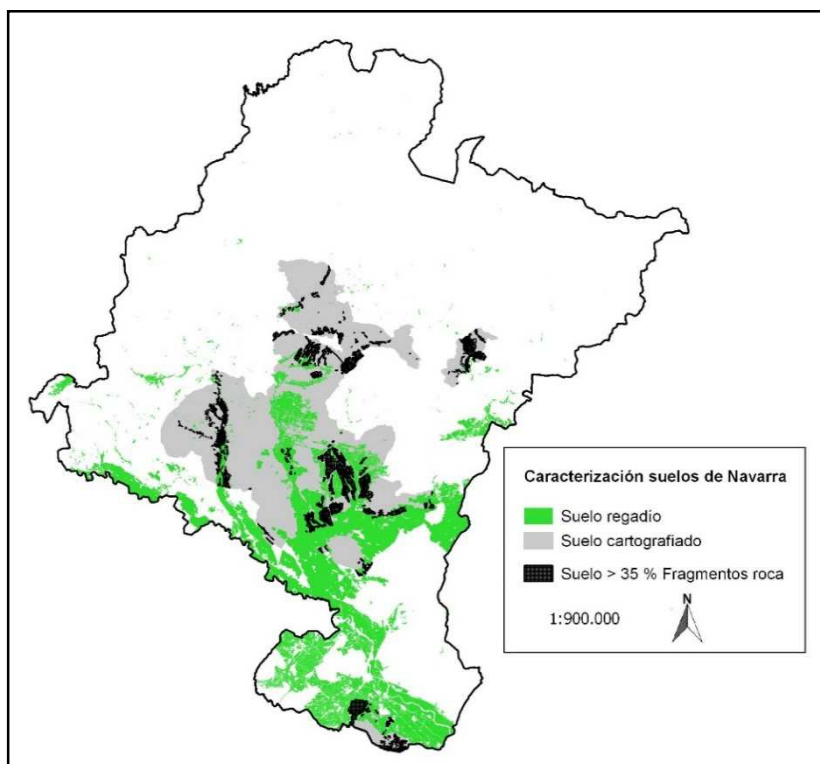 Caracterización suelos de Navarra
Suelo regadio
Suelo cartografiado
Suelo > 35 % Fragmentos roca
1:900.000
N